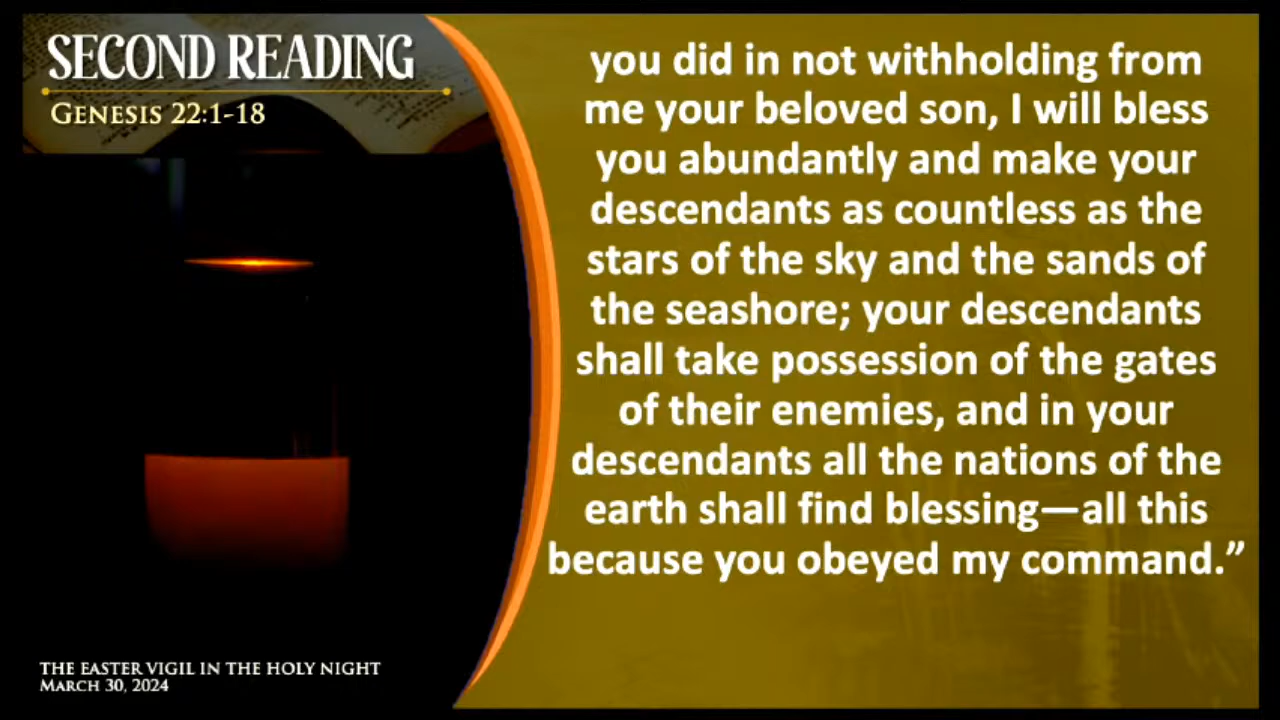 SECOND READING
GENESIS 22:1-18
you did in not withholding from
me your beloved son, I will bless
you abundantly and make your
descendants as countless as the
stars of the sky and the sands of
the seashore; your descendants
shall take possession of the gates
of their enemies, and in your
descendants all the nations of the
earth shall find blessing—all this
because you obeyed my command.”
THE EASTER VIGIL IN THE HOLY NIGHT
MARCH 30, 2024